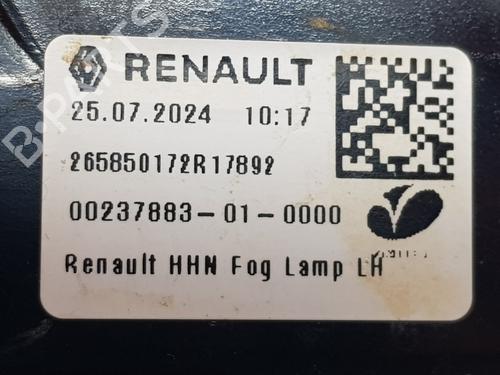 RENAULT
25.07.2024 10:17
265850172R17892
00237883-01-0000
Renault HHN Fog Lamp LH
B-PARTS